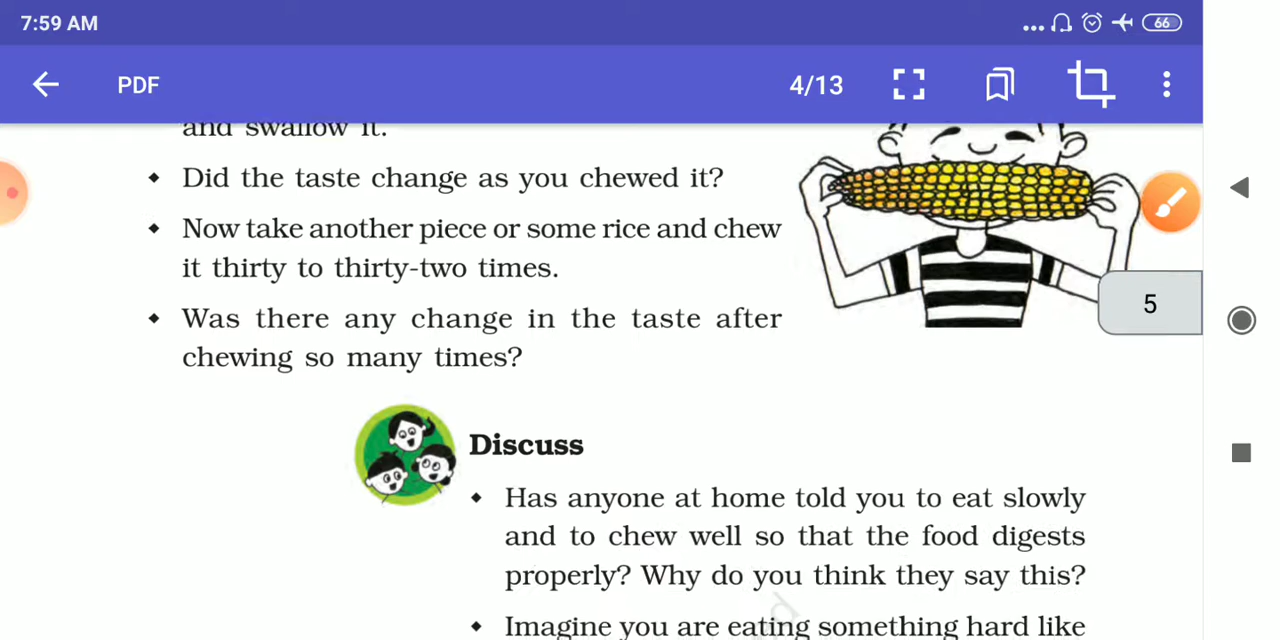 7:59 AM
66
PDF
4/13
and swallow it.
Did the taste change as you chewed it?
Now take another piece or some rice and chew
it thirty to thirty-two times.
5
Was there any change in the taste after
chewing so many times?
Discuss
Has anyone at home told you to eat slowly
and to chew well so that the food digests
properly? Why do you think they say this?
Imagine you are eating something hard like